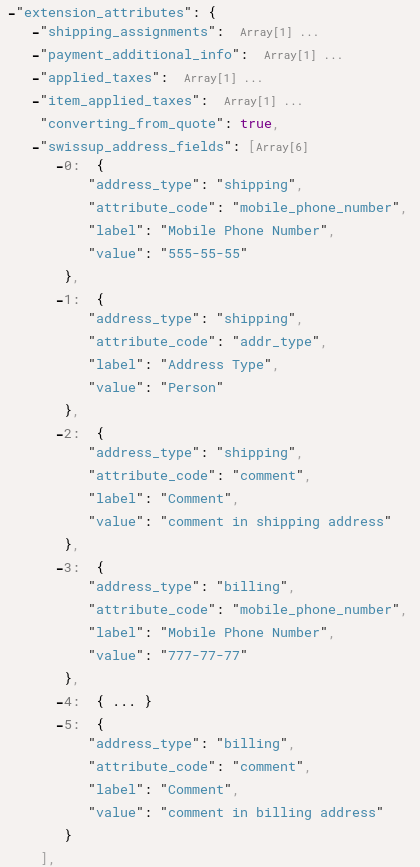 -"extension_attributes": {
-"shipping_assignments":  Array[1] ...
-"payment_additional_info":  Array[1] ...
-"applied_taxes":  Array[1] ...
-"item_applied_taxes":  Array[1] ...
"converting_from_quote": true,
-"swissup_address_fields": [Array[6]
-0:  {
"address_type": "shipping",
"attribute_code": "mobile_phone_number",
"label": "Mobile Phone Number",
"value": "555-55-55"
},
-1:  {
"address_type": "shipping",
"attribute_code": "addr_type",
"label": "Address Type",
"value": "Person"
},
-2:  {
"address_type": "shipping",
"attribute_code": "comment",
"label": "Comment",
"value": "comment in shipping address"
},
-3:  {
"address_type": "billing",
"attribute_code": "mobile_phone_number",
"label": "Mobile Phone Number",
"value": "777-77-77"
},
-4:  { ... }
-5:  {
"address_type": "billing",
"attribute_code": "comment",
"label": "Comment",
"value": "comment in billing address"
}
],